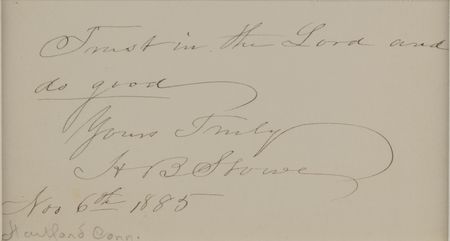 Trust in the Lord and
do good
Yours Truly
H B Stowe
Nov 6th 1885
Hartford Conn.